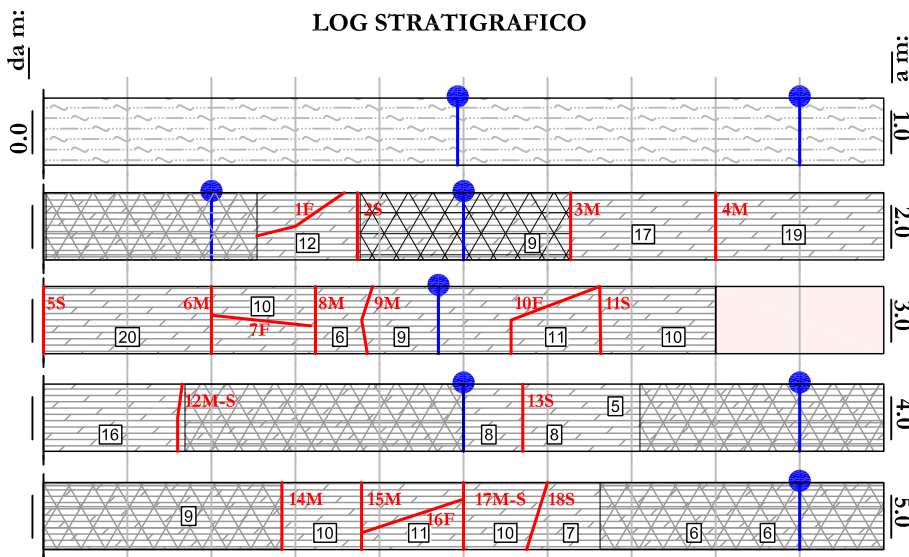 LOG STRATIGRAFICO
da m:
a m:
0.0
1.0
1F
2S
3M
4M
12
9
17
19
2.0
5S
6M
10
8M
9M
10F
11S
7F
20
6
9
11
10
3.0
12M-S
13S
5
16
8
8
4.0
14M
15M
17M-S
18S
9
16F
10
11
10
7
6
6
5.0